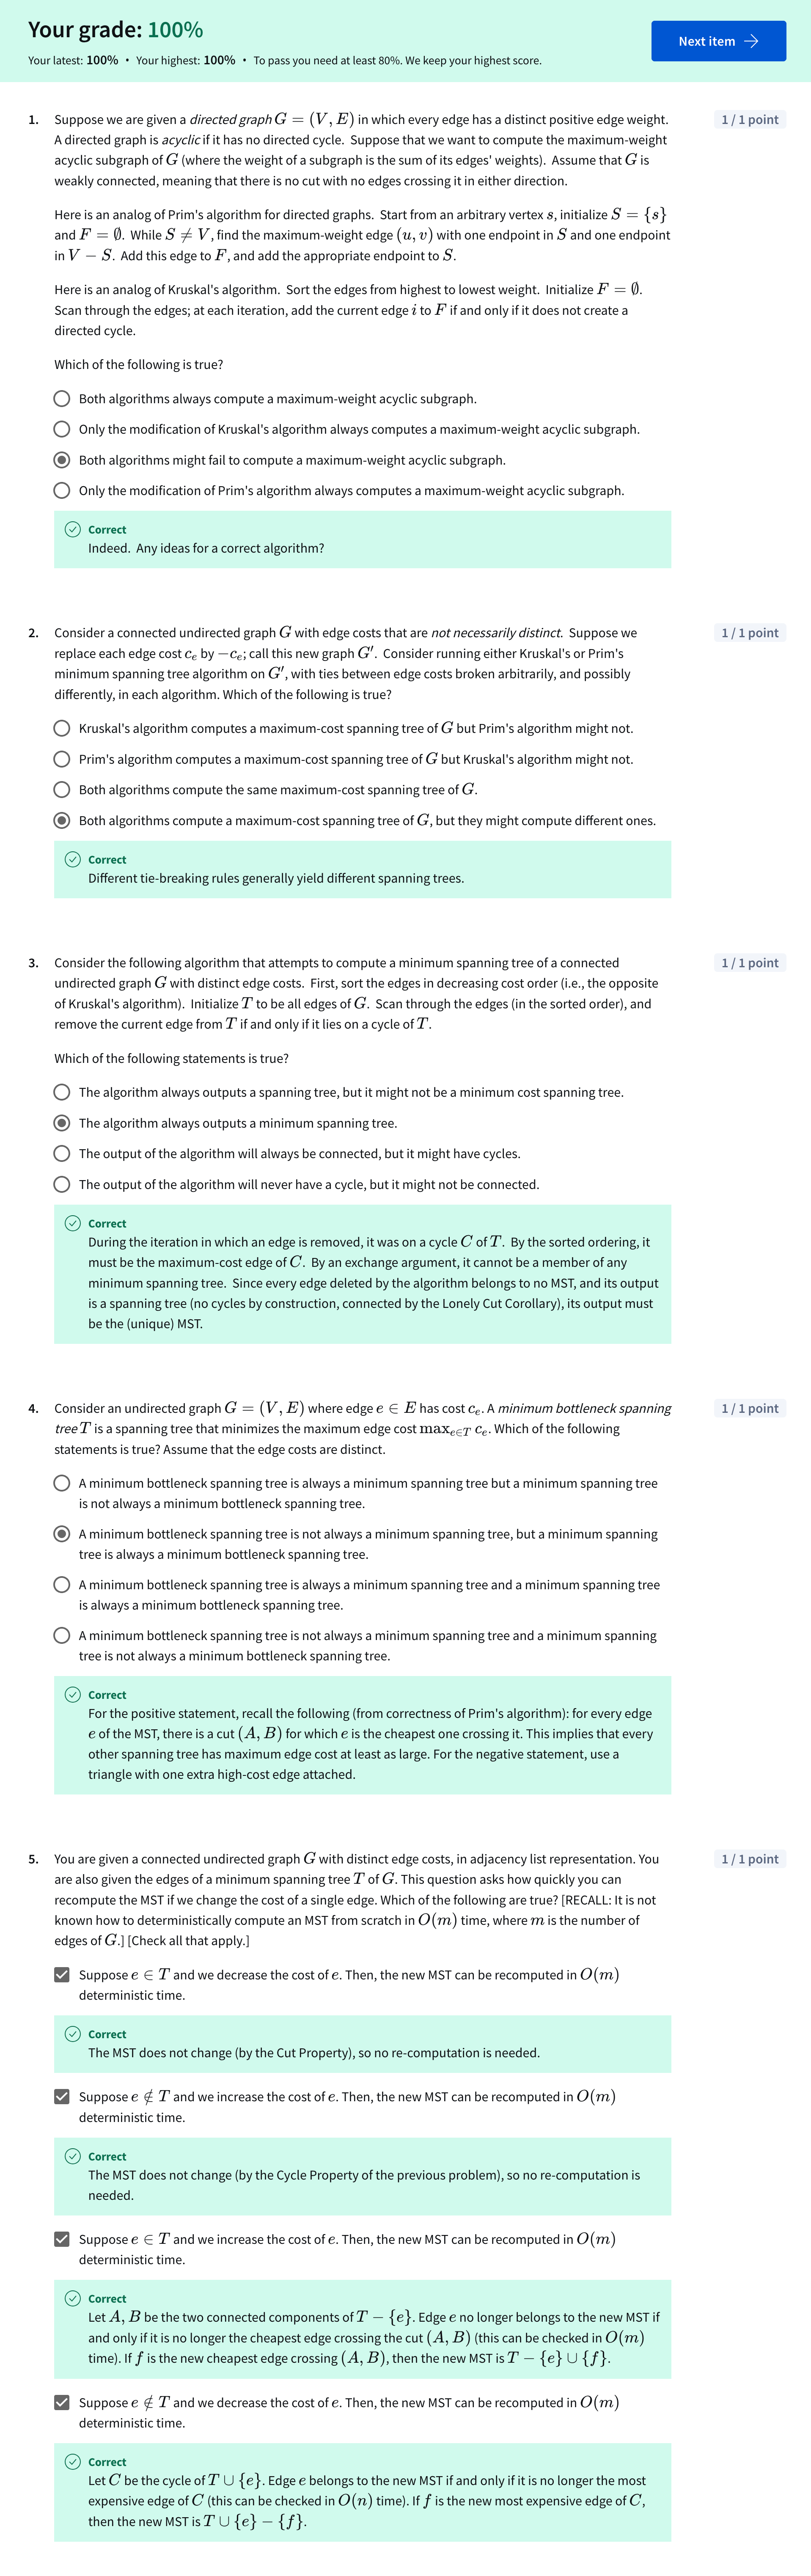 Your grade: 100%
Your latest: 100% • Your highest: 100% • To pass you need at least 80%. We keep your highest score.
Next item →
1. Suppose we are given a directed graph G = (V, E) in which every edge has a distinct positive edge weight.
1 / 1 point
A directed graph is acyclic if it has no directed cycle. Suppose that we want to compute the maximum-weight
acyclic subgraph of G (where the weight of a subgraph is the sum of its edges' weights). Assume that G is
weakly connected, meaning that there is no cut with no edges crossing it in either direction.
Here is an analog of Prim's algorithm for directed graphs. Start from an arbitrary vertex s, initialize S = {s}
and F = ∅. While S ≠ V, find the maximum-weight edge (u, v) with one endpoint in S and one endpoint
in V − S. Add this edge to F, and add the appropriate endpoint to S.
Here is an analog of Kruskal's algorithm. Sort the edges from highest to lowest weight. Initialize F = ∅.
Scan through the edges; at each iteration, add the current edge i to F if and only if it does not create a
directed cycle.
Which of the following is true?
Both algorithms always compute a maximum-weight acyclic subgraph.
Only the modification of Kruskal's algorithm always computes a maximum-weight acyclic subgraph.
Both algorithms might fail to compute a maximum-weight acyclic subgraph.
Only the modification of Prim's algorithm always computes a maximum-weight acyclic subgraph.
Correct
Indeed. Any ideas for a correct algorithm?
2. Consider a connected undirected graph G with edge costs that are not necessarily distinct. Suppose we
1 / 1 point
replace each edge cost cₑ by −cₑ; call this new graph G′. Consider running either Kruskal's or Prim's
minimum spanning tree algorithm on G′, with ties between edge costs broken arbitrarily, and possibly
differently, in each algorithm. Which of the following is true?
Kruskal's algorithm computes a maximum-cost spanning tree of G but Prim's algorithm might not.
Prim's algorithm computes a maximum-cost spanning tree of G but Kruskal's algorithm might not.
Both algorithms compute the same maximum-cost spanning tree of G.
Both algorithms compute a maximum-cost spanning tree of G, but they might compute different ones.
Correct
Different tie-breaking rules generally yield different spanning trees.
3. Consider the following algorithm that attempts to compute a minimum spanning tree of a connected
1 / 1 point
undirected graph G with distinct edge costs. First, sort the edges in decreasing cost order (i.e., the opposite
of Kruskal's algorithm). Initialize T to be all edges of G. Scan through the edges (in the sorted order), and
remove the current edge from T if and only if it lies on a cycle of T.
Which of the following statements is true?
The algorithm always outputs a spanning tree, but it might not be a minimum cost spanning tree.
The algorithm always outputs a minimum spanning tree.
The output of the algorithm will always be connected, but it might have cycles.
The output of the algorithm will never have a cycle, but it might not be connected.
Correct
During the iteration in which an edge is removed, it was on a cycle C of T. By the sorted ordering, it
must be the maximum-cost edge of C. By an exchange argument, it cannot be a member of any
minimum spanning tree. Since every edge deleted by the algorithm belongs to no MST, and its output
is a spanning tree (no cycles by construction, connected by the Lonely Cut Corollary), its output must
be the (unique) MST.
4. Consider an undirected graph G = (V, E) where edge e ∈ E has cost cₑ. A minimum bottleneck spanning
1 / 1 point
tree T is a spanning tree that minimizes the maximum edge cost max_{e∈T} cₑ. Which of the following
statements is true? Assume that the edge costs are distinct.
A minimum bottleneck spanning tree is always a minimum spanning tree but a minimum spanning tree
is not always a minimum bottleneck spanning tree.
A minimum bottleneck spanning tree is not always a minimum spanning tree, but a minimum spanning
tree is always a minimum bottleneck spanning tree.
A minimum bottleneck spanning tree is always a minimum spanning tree and a minimum spanning tree
is always a minimum bottleneck spanning tree.
A minimum bottleneck spanning tree is not always a minimum spanning tree and a minimum spanning
tree is not always a minimum bottleneck spanning tree.
Correct
For the positive statement, recall the following (from correctness of Prim's algorithm): for every edge
e of the MST, there is a cut (A, B) for which e is the cheapest one crossing it. This implies that every
other spanning tree has maximum edge cost at least as large. For the negative statement, use a
triangle with one extra high-cost edge attached.
5. You are given a connected undirected graph G with distinct edge costs, in adjacency list representation. You
1 / 1 point
are also given the edges of a minimum spanning tree T of G. This question asks how quickly you can
recompute the MST if we change the cost of a single edge. Which of the following are true? [RECALL: It is not
known how to deterministically compute an MST from scratch in O(m) time, where m is the number of
edges of G.] [Check all that apply.]
Suppose e ∈ T and we decrease the cost of e. Then, the new MST can be recomputed in O(m)
deterministic time.
Correct
The MST does not change (by the Cut Property), so no re-computation is needed.
Suppose e ∉ T and we increase the cost of e. Then, the new MST can be recomputed in O(m)
deterministic time.
Correct
The MST does not change (by the Cycle Property of the previous problem), so no re-computation is
needed.
Suppose e ∈ T and we increase the cost of e. Then, the new MST can be recomputed in O(m)
deterministic time.
Correct
Let A, B be the two connected components of T − {e}. Edge e no longer belongs to the new MST if
and only if it is no longer the cheapest edge crossing the cut (A, B) (this can be checked in O(m)
time). If f is the new cheapest edge crossing (A, B), then the new MST is T − {e} ∪ {f}.
Suppose e ∉ T and we decrease the cost of e. Then, the new MST can be recomputed in O(m)
deterministic time.
Correct
Let C be the cycle of T ∪ {e}. Edge e belongs to the new MST if and only if it is no longer the most
expensive edge of C (this can be checked in O(n) time). If f is the new most expensive edge of C,
then the new MST is T ∪ {e} − {f}.